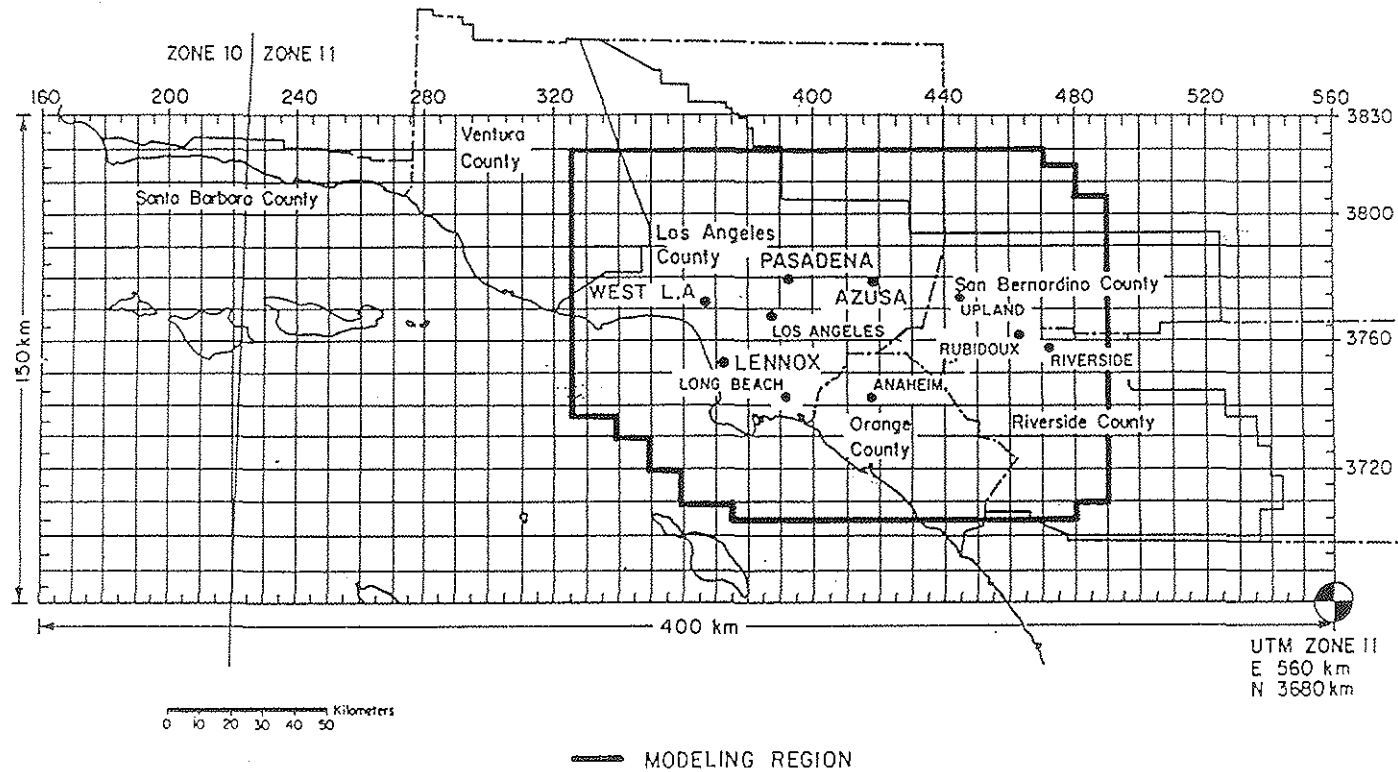 ZONE 10 ZONE 11
160 200 240 280 320 400 440 480 520 560
3830
Ventura
County
Santa Barbara County
3800
Los Angeles
County
PASADENA
WEST L.A
AZUSA
San Bernardino County
UPLAND
LOS ANGELES
3760
LENNOX
RUBIDOUX
RIVERSIDE
LONG BEACH
ANAHEIM
Orange
County
Riverside County
3720
150 km
400 km
UTM ZONE 11
E 560 km
N 3680 km
Kilometers
0 10 20 30 40 50
MODELING REGION